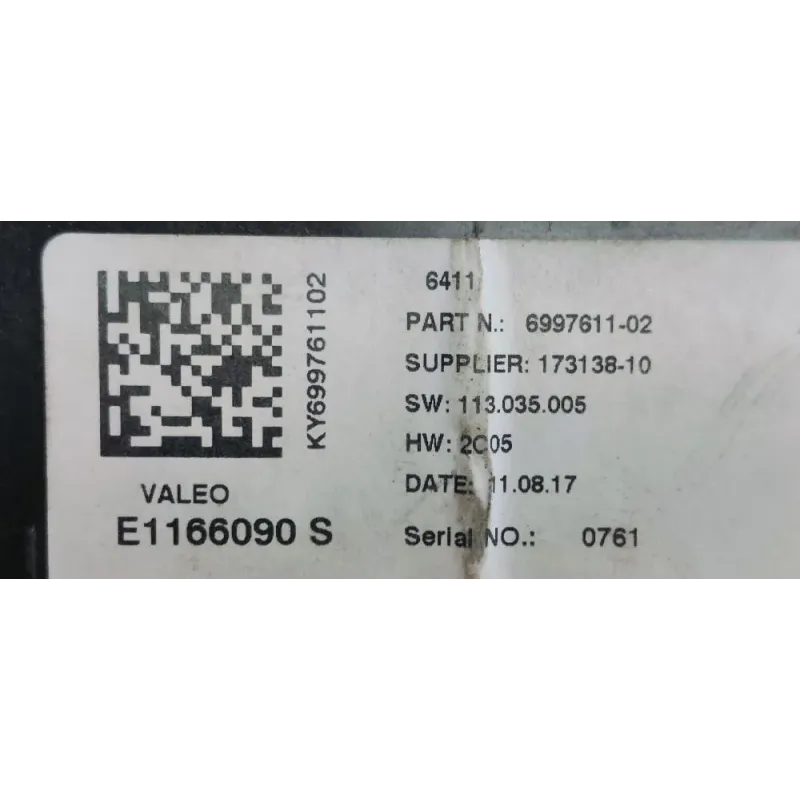 KY699761102
VALEO
E1166090 S
6411
PART N.: 6997611-02
SUPPLIER: 173138-10
SW: 113.035.005
HW: 2C05
DATE: 11.08.17
Serial NO.: 0761